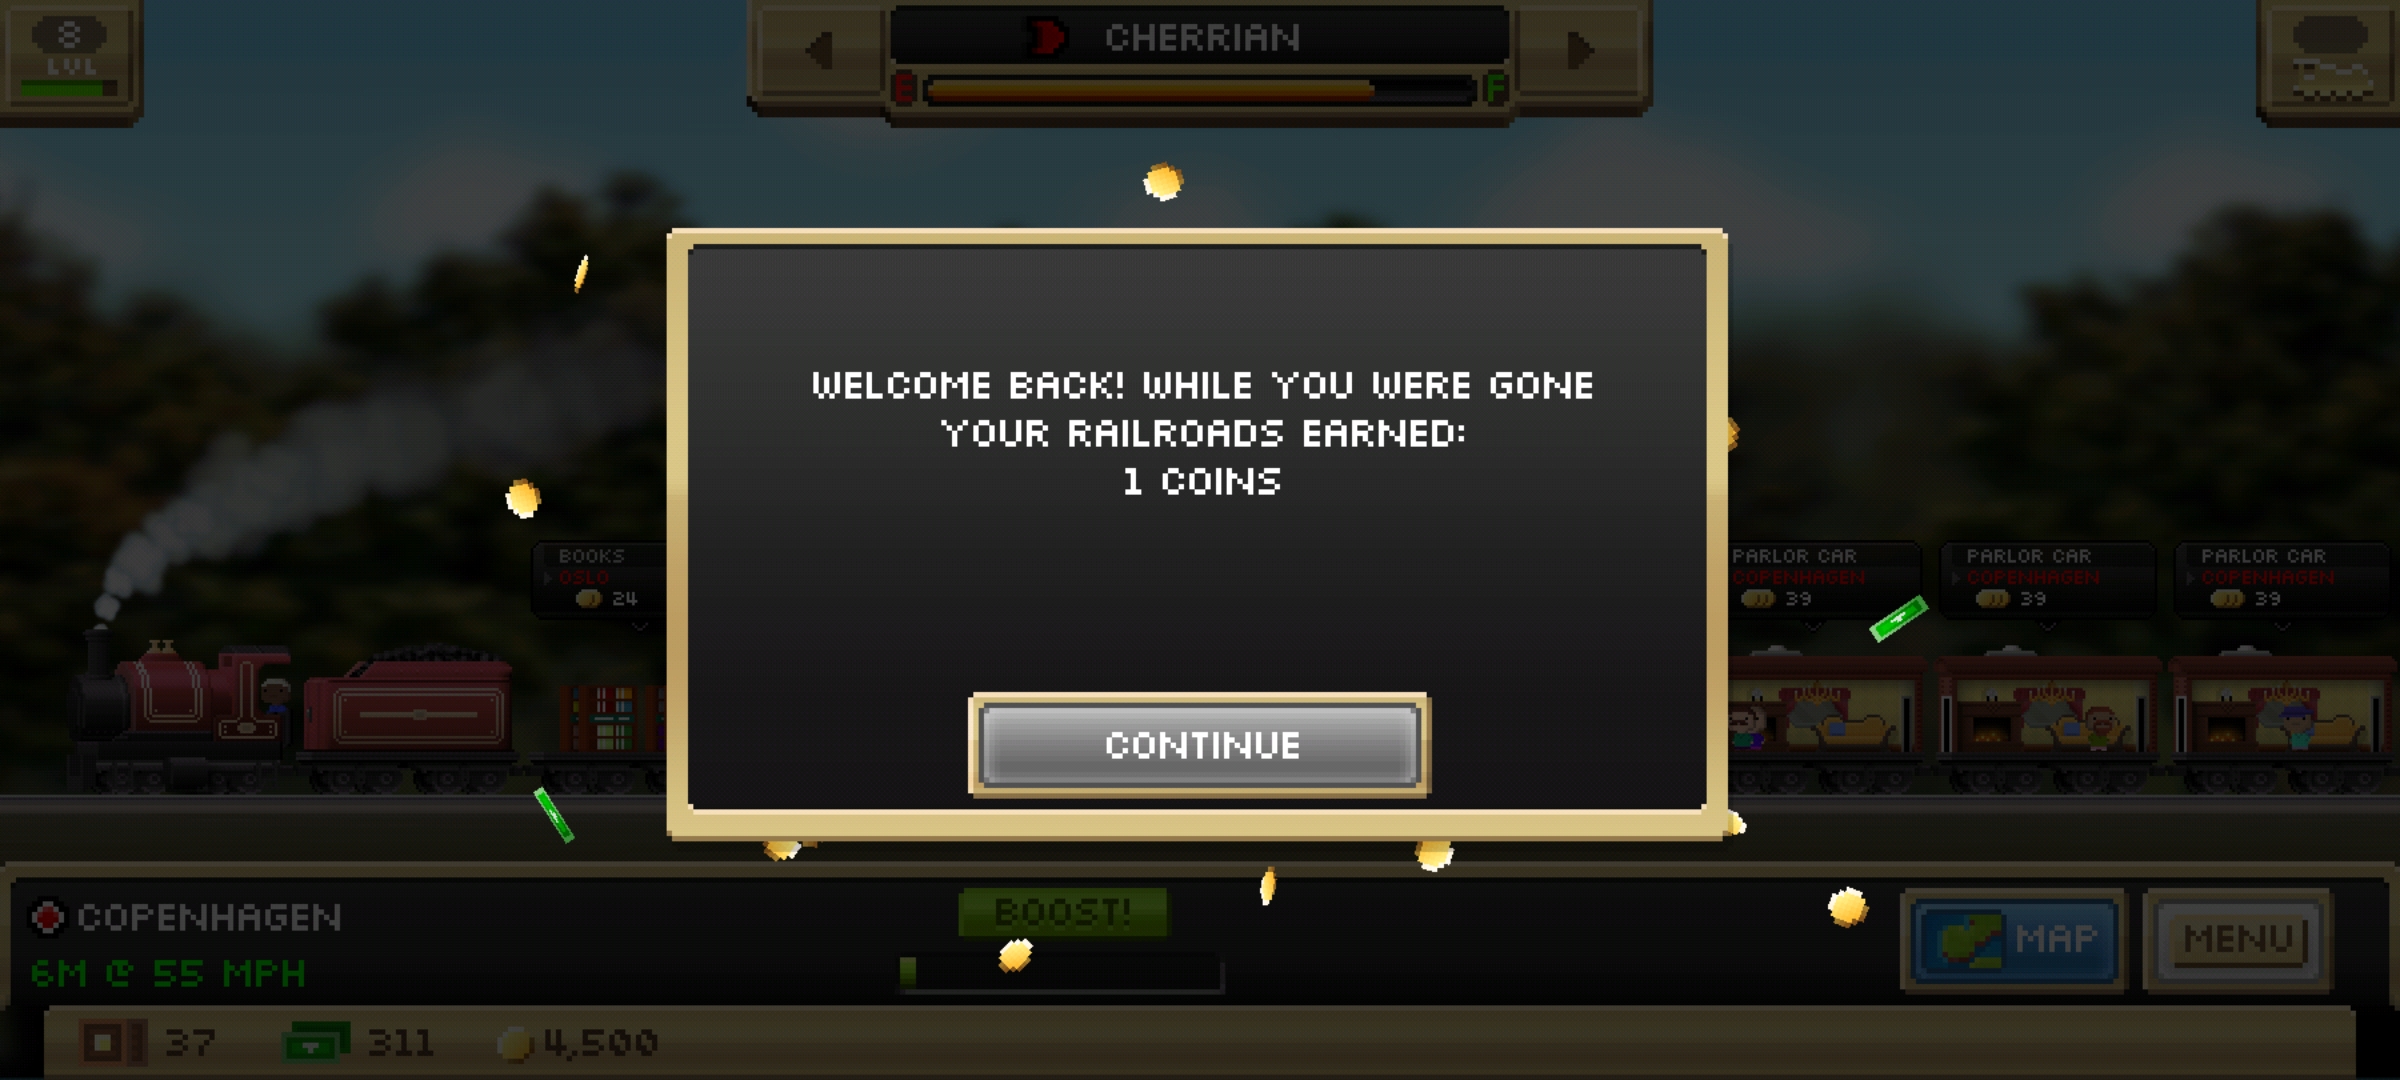 8
LVL
CHERRIAN
E
F
WELCOME BACK! WHILE YOU WERE GONE
YOUR RAILROADS EARNED:
1 COINS
CONTINUE
BOOKS
OSLO
24
PARLOR CAR
COPENHAGEN
39
PARLOR CAR
COPENHAGEN
39
PARLOR CAR
COPENHAGEN
39
COPENHAGEN
6M @ 55 MPH
BOOST!
MAP
MENU
37
311
4,500